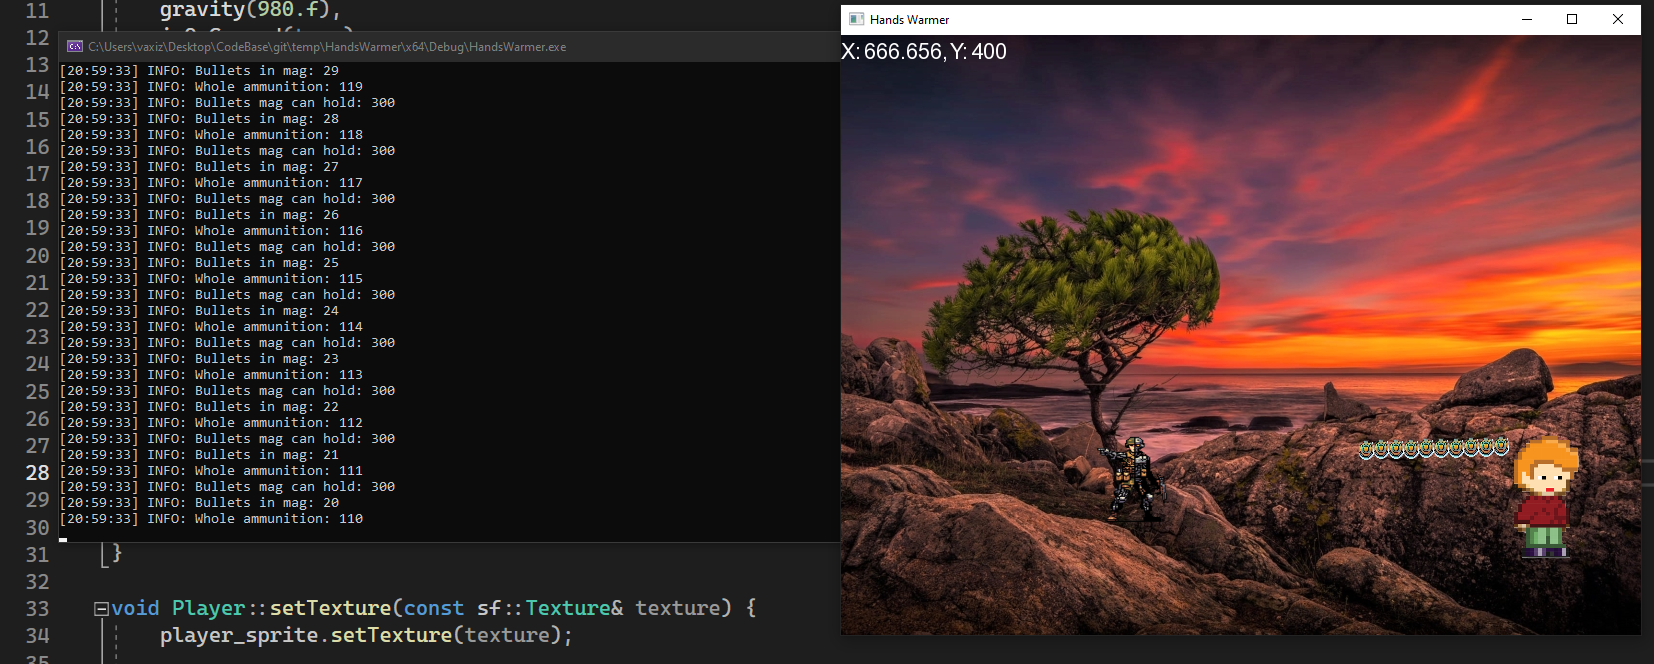 11 gravity(980.f),
12
C:\Users\vaxiz\Desktop\CodeBase\git\temp\HandsWarmer\x64\Debug\HandsWarmer.exe
13
14
15
16
17
18
19
20
21
22
23
24
25
26
27
28
29
30
[20:59:33] INFO: Bullets in mag: 29
[20:59:33] INFO: Whole ammunition: 119
[20:59:33] INFO: Bullets mag can hold: 300
[20:59:33] INFO: Bullets in mag: 28
[20:59:33] INFO: Whole ammunition: 118
[20:59:33] INFO: Bullets mag can hold: 300
[20:59:33] INFO: Bullets in mag: 27
[20:59:33] INFO: Whole ammunition: 117
[20:59:33] INFO: Bullets mag can hold: 300
[20:59:33] INFO: Bullets in mag: 26
[20:59:33] INFO: Whole ammunition: 116
[20:59:33] INFO: Bullets mag can hold: 300
[20:59:33] INFO: Bullets in mag: 25
[20:59:33] INFO: Whole ammunition: 115
[20:59:33] INFO: Bullets mag can hold: 300
[20:59:33] INFO: Bullets in mag: 24
[20:59:33] INFO: Whole ammunition: 114
[20:59:33] INFO: Bullets mag can hold: 300
[20:59:33] INFO: Bullets in mag: 23
[20:59:33] INFO: Whole ammunition: 113
[20:59:33] INFO: Bullets mag can hold: 300
[20:59:33] INFO: Bullets in mag: 22
[20:59:33] INFO: Whole ammunition: 112
[20:59:33] INFO: Bullets mag can hold: 300
[20:59:33] INFO: Bullets in mag: 21
[20:59:33] INFO: Whole ammunition: 111
[20:59:33] INFO: Bullets mag can hold: 300
[20:59:33] INFO: Bullets in mag: 20
[20:59:33] INFO: Whole ammunition: 110
31 }
32
33 void Player::setTexture(const sf::Texture& texture) {
34 player_sprite.setTexture(texture);
35
Hands Warmer
X: 666.656, Y: 400